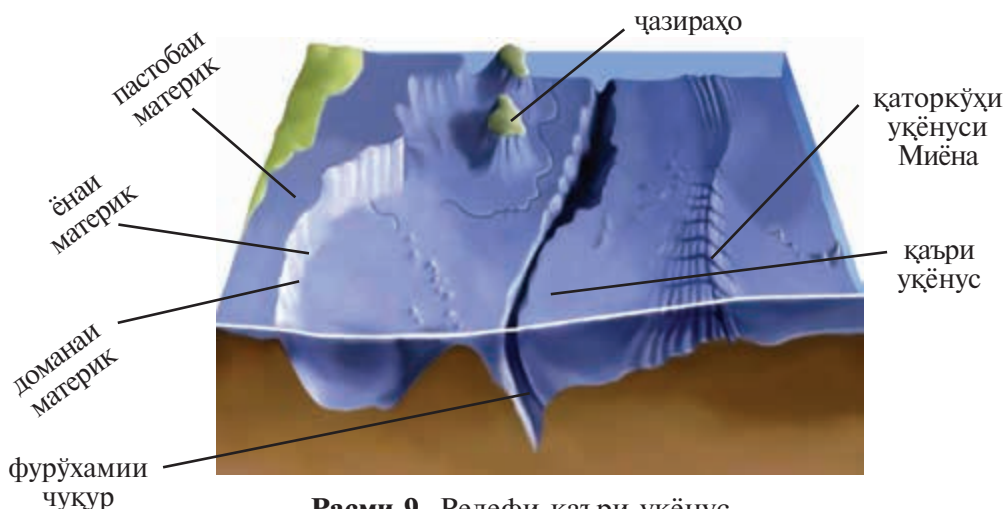 ҷазираҳо
пастобаи
материк
қаторкӯҳи
уқёнуси
Миёна
ёнаи
материк
қаъри
уқёнус
доманаи
материк
фурӯхамии
чуқур
Расми 9. Релефи қаъри уқёнус